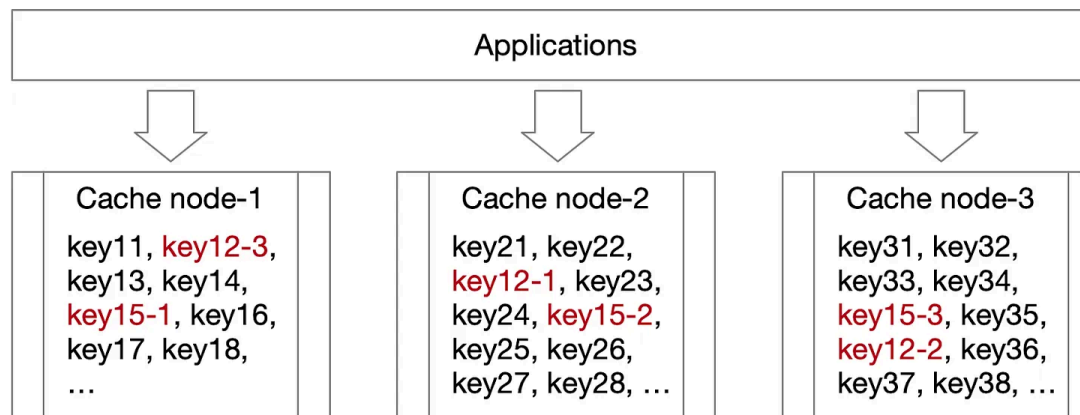 Applications
Cache node-1
key11, key12-3,
key13, key14,
key15-1, key16,
key17, key18,
…
Cache node-2
key21, key22,
key12-1, key23,
key24, key15-2,
key25, key26,
key27, key28, …
Cache node-3
key31, key32,
key33, key34,
key15-3, key35,
key12-2, key36,
key37, key38, …